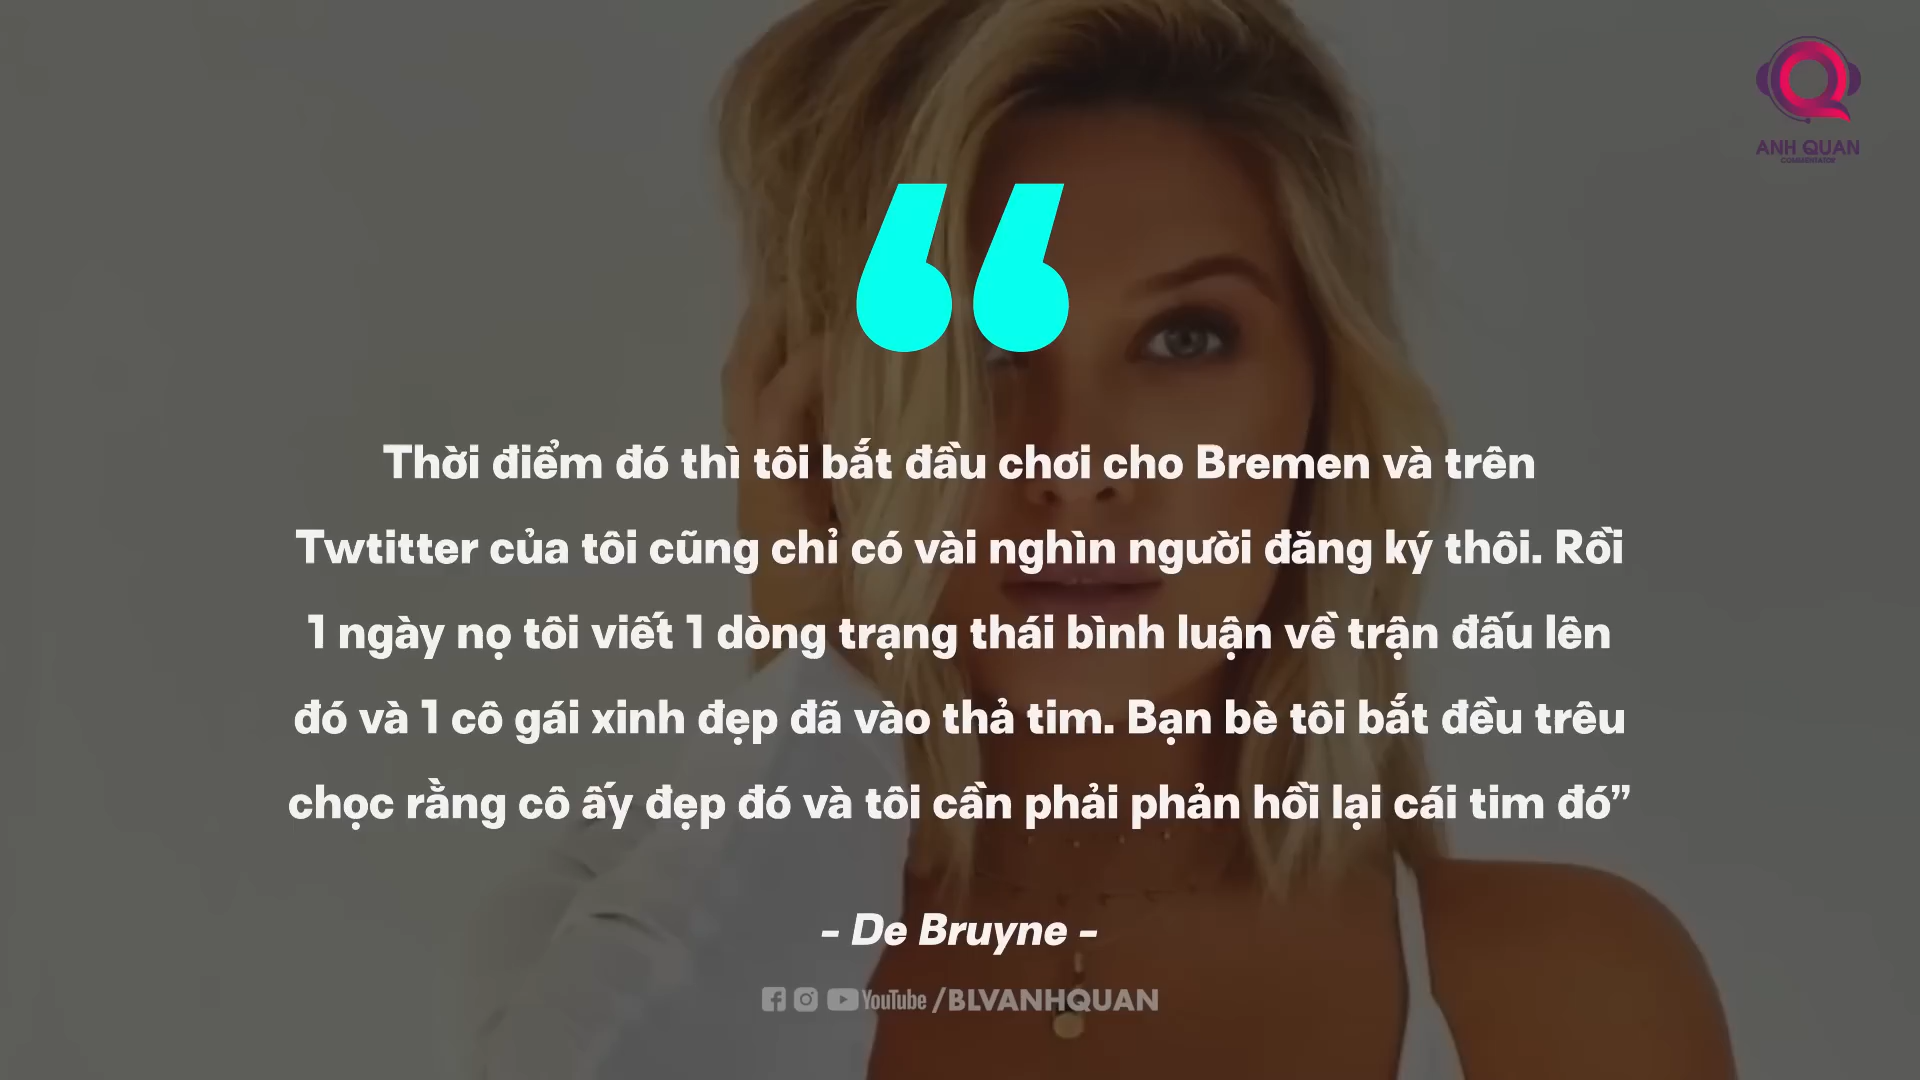 ANH QUAN
COMMENTATOR
“
Thời điểm đó thì tôi bắt đầu chơi cho Bremen và trên
Twtitter của tôi cũng chỉ có vài nghìn người đăng ký thôi. Rồi
1 ngày nọ tôi viết 1 dòng trạng thái bình luận về trận đấu lên
đó và 1 cô gái xinh đẹp đã vào thả tim. Bạn bè tôi bắt đều trêu
chọc rằng cô ấy đẹp đó và tôi cần phải phản hồi lại cái tim đó”
- De Bruyne -
YouTube /BLVANHQUAN